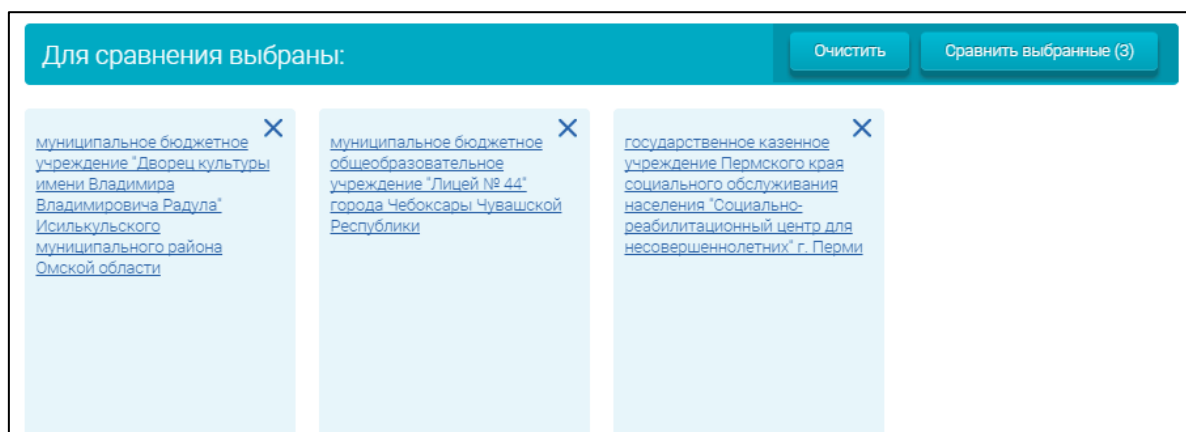 Для сравнения выбраны:
Очистить
Сравнить выбранные (3)
муниципальное бюджетное
учреждение "Дворец культуры
имени Владимира
Владимировича Радула"
Исилькульского
муниципального района
Омской области
муниципальное бюджетное
общеобразовательное
учреждение "Лицей № 44"
города Чебоксары Чувашской
Республики
государственное казенное
учреждение Пермского края
социального обслуживания
населения "Социально-
реабилитационный центр для
несовершеннолетних" г. Перми